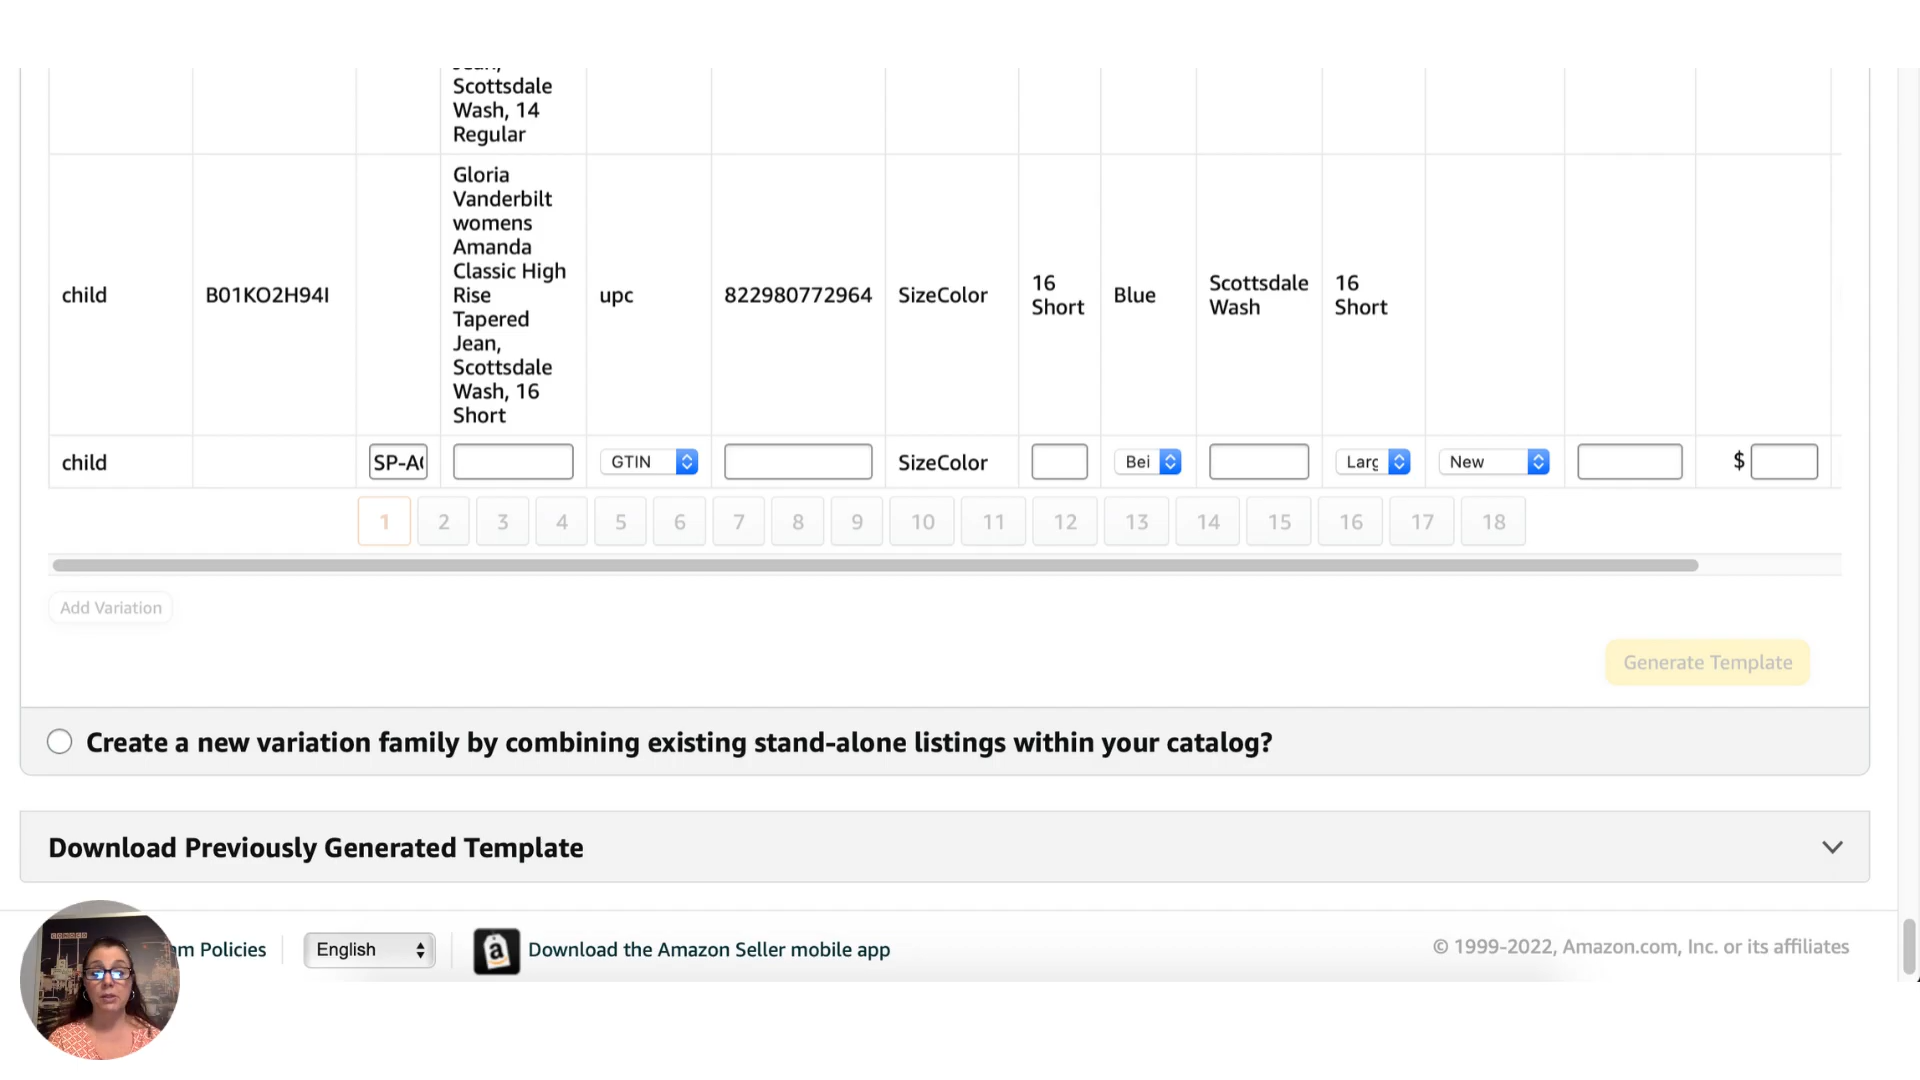 Scottsdale
Wash, 14
Regular
child
B01KO2H94I
Gloria
Vanderbilt
womens
Amanda
Classic High
Rise
Tapered
Jean,
Scottsdale
Wash, 16
Short
upc
822980772964
SizeColor
16
Short
Blue
Scottsdale
Wash
16
Short
child
SP-A
GTIN
SizeColor
Bei
Larg
New
$
1 2 3 4 5 6 7 8 9 10 11 12 13 14 15 16 17 18
Add Variation
Generate Template
Create a new variation family by combining existing stand-alone listings within your catalog?
Download Previously Generated Template
m Policies
English
Download the Amazon Seller mobile app
© 1999-2022, Amazon.com, Inc. or its affiliates